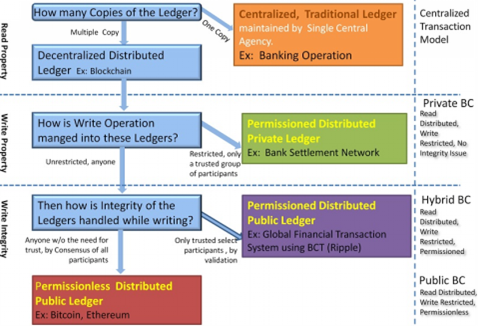 How many Copies of the Ledger?
Multiple Copy
One Copy
Centralized, Traditional Ledger
maintained by Single Central
Agency.
Ex: Banking Operation
Centralized
Transaction
Model
Read Property
Decentralized Distributed
Ledger Ex: Blockchain
Write Property
How is Write Operation
manged into these Ledgers?
Unrestricted, anyone
Restricted, only
a trusted group
of participants
Permissioned Distributed
Private Ledger
Ex: Bank Settlement Network
Private BC
Read
Distributed,
Write
Restricted, No
Integrity Issue
Write Integrity
Then how is Integrity of the
Ledgers handled while writing?
Anyone w/o the need for
trust, by Consensus of all
participants
Only trusted select
participants , by
validation
Permissioned Distributed
Public Ledger
Ex: Global Financial Transaction
System using BCT (Ripple)
Hybrid BC
Read
Distributed,
Write
Restricted,
Permissioned
Permissionless Distributed
Public Ledger
Ex: Bitcoin, Ethereum
Public BC
Read Distributed,
Write Restricted,
Permissionless